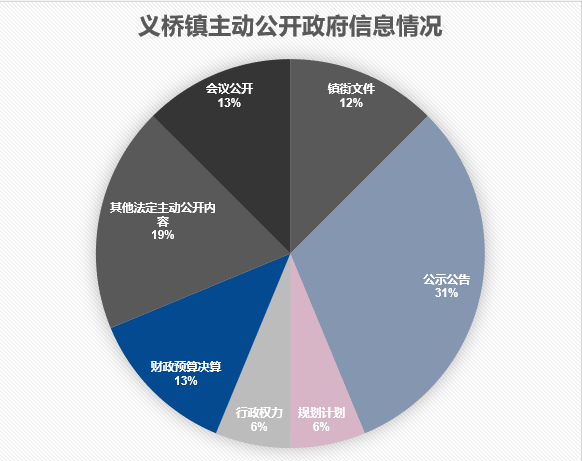 义桥镇主动公开政府信息情况
会议公开
13%
镇街文件
12%
其他法定主动公开内
容
19%
公示公告
31%
财政预算决算
13%
行政权力
6%
规划计划
6%